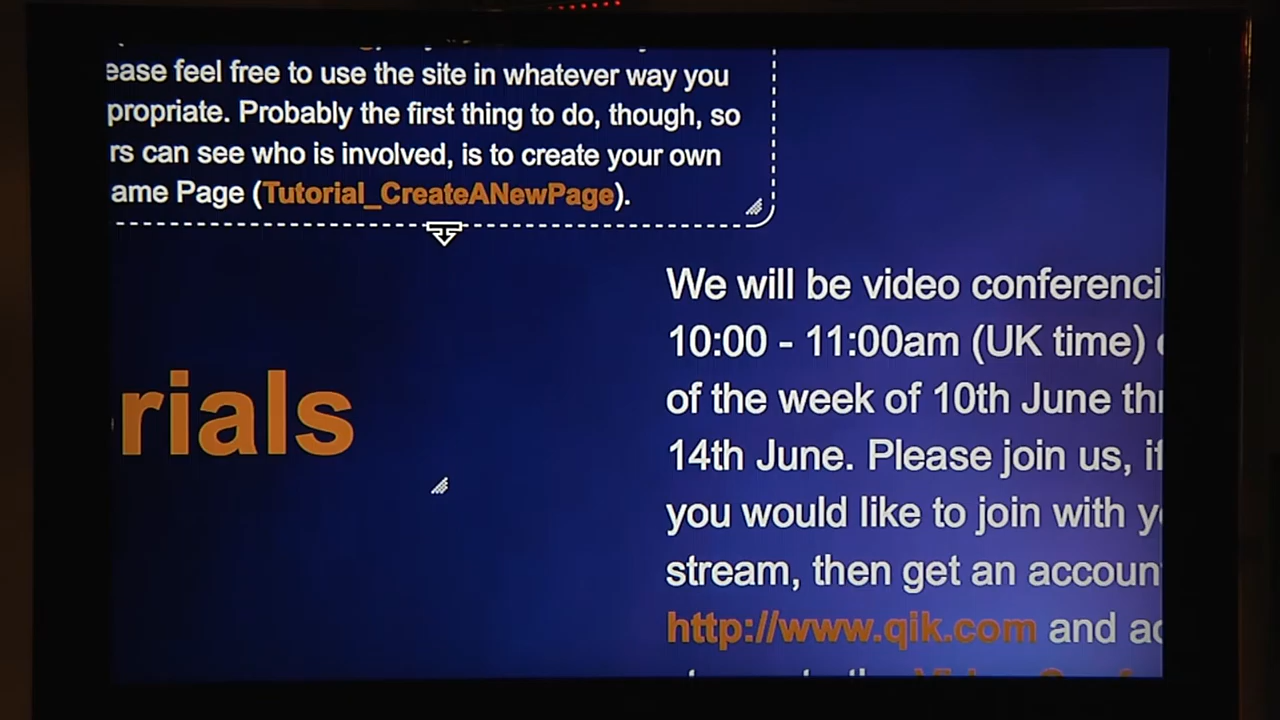 ease feel free to use the site in whatever way you
propriate. Probably the first thing to do, though, so
rs can see who is involved, is to create your own
ame Page (Tutorial_CreateANewPage).
rials
We will be video conferenci
10:00 - 11:00am (UK time)
of the week of 10th June thr
14th June. Please join us, if
you would like to join with y
stream, then get an accoun
http://www.qik.com and ad